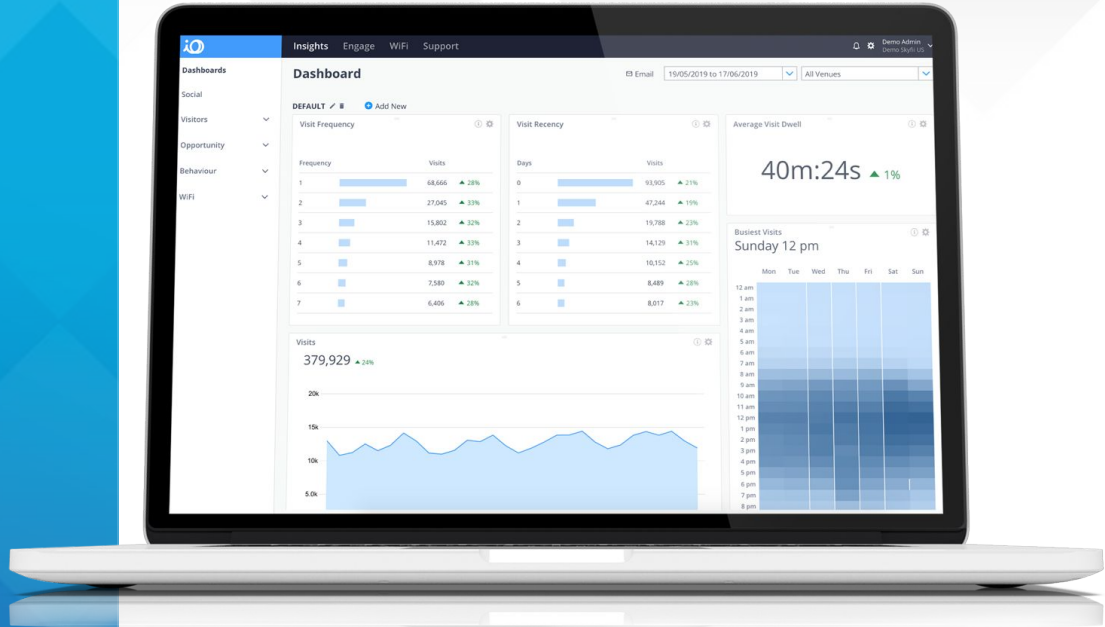 iO Insights Engage WiFi Support Demo Admin
Demo Skyfii US
Dashboards
Social
Visitors
Opportunity
Behaviour
WiFi
Dashboard Email 19/05/2019 to 17/06/2019 All Venues
DEFAULT Add New
Visit Frequency
Frequency Visits
1 68,666 28%
2 27,045 33%
3 15,802 32%
4 11,472 33%
5 8,978 31%
6 7,580 32%
7 6,406 28%
Visit Recency
Days Visits
0 93,905 21%
1 47,244 19%
2 19,788 23%
3 14,129 31%
4 10,152 25%
5 8,489 28%
6 8,017 23%
Average Visit Dwell
40m:24s 1%
Busiest Visits
Sunday 12 pm
Mon Tue Wed Thu Fri Sat Sun
12 am
1 am
2 am
3 am
4 am
5 am
6 am
7 am
8 am
9 am
10 am
11 am
12 pm
1 pm
2 pm
3 pm
4 pm
5 pm
6 pm
7 pm
8 pm
Visits
379,929 24%
20k
15k
10k
5.0k